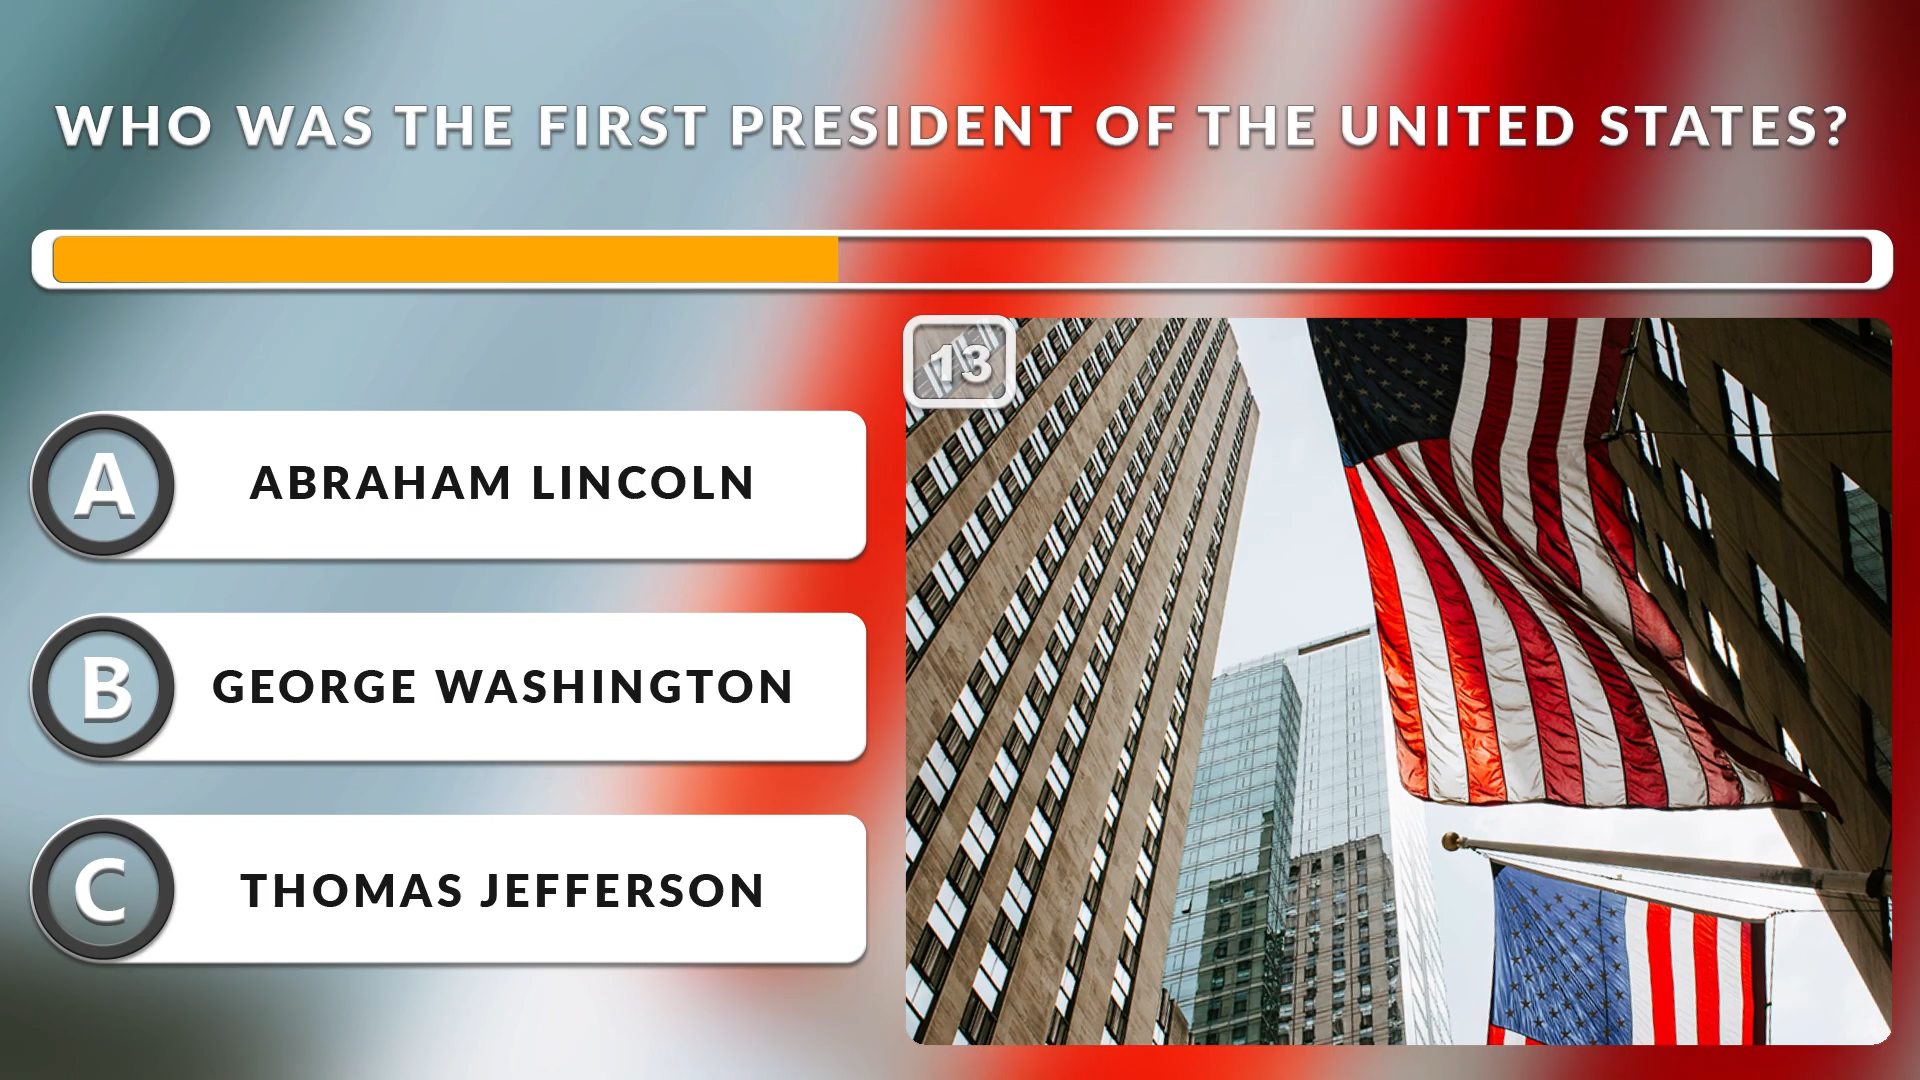 WHO WAS THE FIRST PRESIDENT OF THE UNITED STATES?
13
A
ABRAHAM LINCOLN
B
GEORGE WASHINGTON
C
THOMAS JEFFERSON